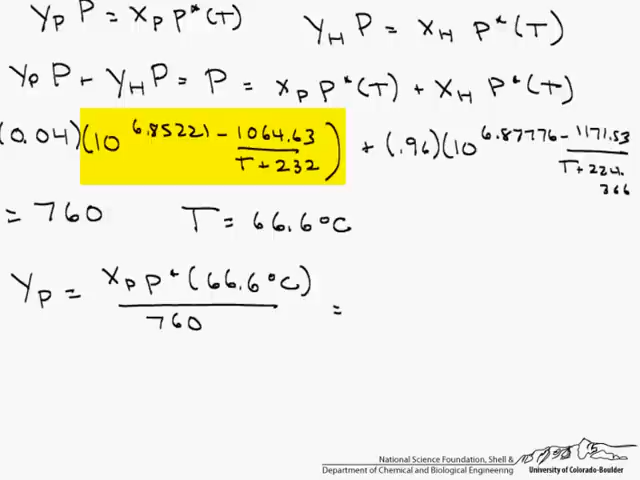 Y_P P = X_P P*(T)    Y_H P = X_H P*(T)
Y_P P + Y_H P = P = X_P P*(T) + X_H P*(T)
(0.04)(10^(6.85221 - 1064.63/(T+232))) + (.96)(10^(6.87776 - 1171.53/(T+224.366)))
= 760    T = 66.6°C
Y_P = X_P P*(66.6°C) / 760 =
National Science Foundation, Shell &
Department of Chemical and Biological Engineering
University of Colorado-Boulder